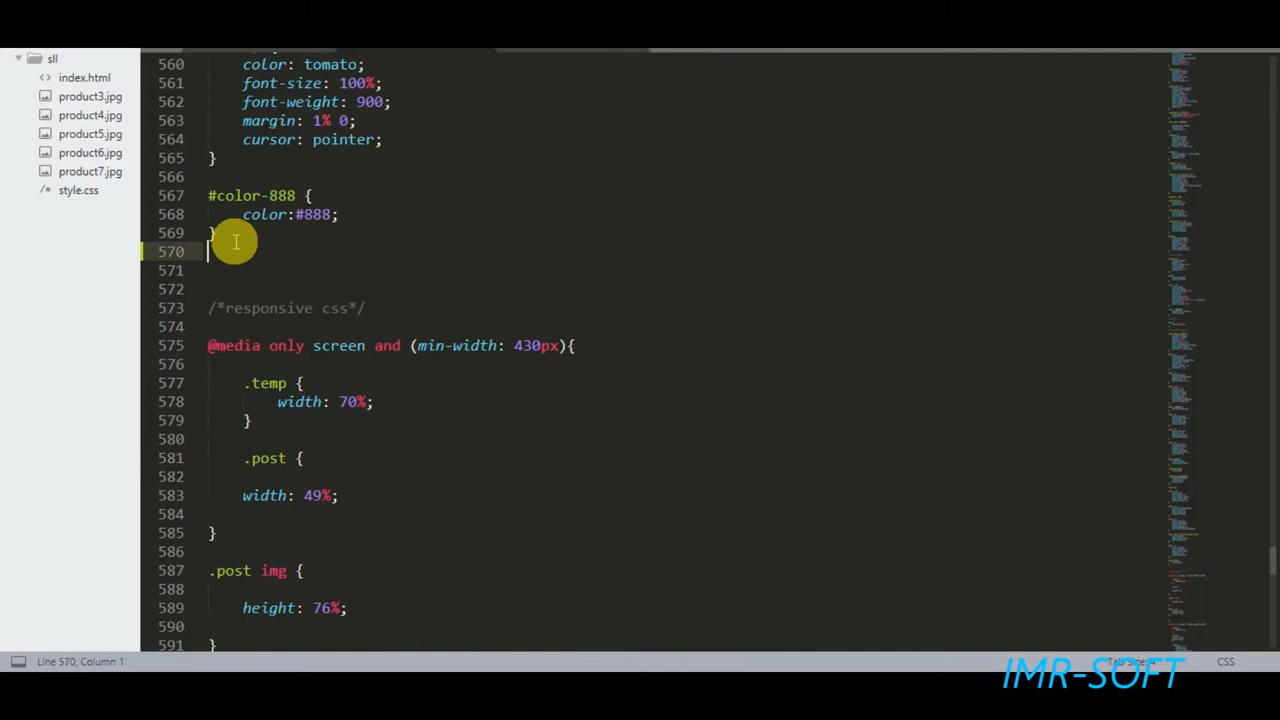 sll
index.html
product3.jpg
product4.jpg
product5.jpg
product6.jpg
product7.jpg
style.css
560 color: tomato;
561 font-size: 100%;
562 font-weight: 900;
563 margin: 1% 0;
564 cursor: pointer;
565 }
566
567 #color-888 {
568 color:#888;
569 }
570
571
572
573 /*responsive css*/
574
575 @media only screen and (min-width: 430px){
576
577 .temp {
578 width: 70%;
579 }
580
581 .post {
582
583 width: 49%;
584
585 }
586
587 .post img {
588
589 height: 76%;
590
591 }
Line 570, Column 1
Tab Size: 4
CSS
IMR-SOFT